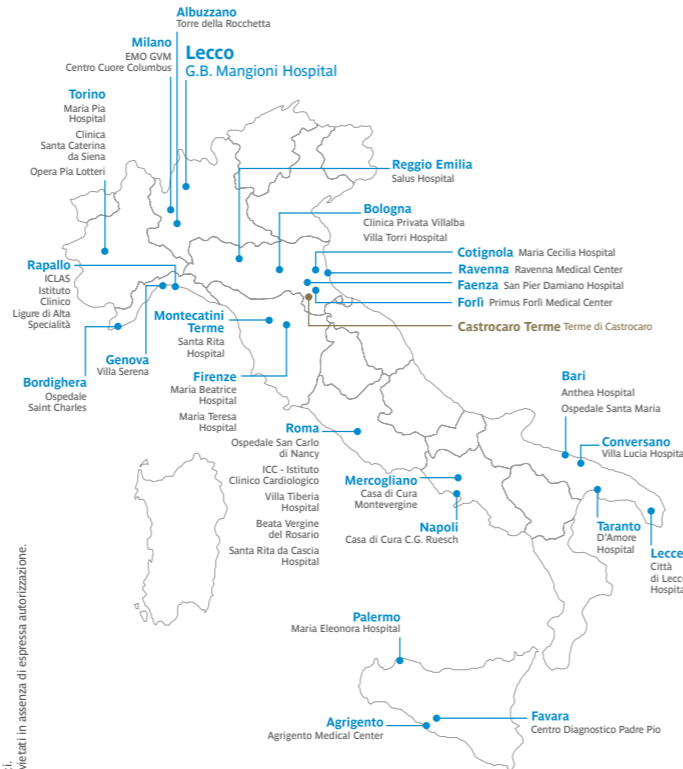 Albuzzano
Torre della Rocchetta
Milano
EMO GVM
Centro Cuore Columbus
Lecco
G.B. Mangioni Hospital
Torino
Maria Pia
Hospital
Clinica
Santa Caterina
da Siena
Opera Pia Lotteri
Reggio Emilia
Salus Hospital
Bologna
Clinica Privata Villalba
Villa Torri Hospital
Cotignola Maria Cecilia Hospital
Ravenna Ravenna Medical Center
Faenza San Pier Damiano Hospital
Forlì Primus Forlì Medical Center
Castrocaro Terme Terme di Castrocaro
Rapallo
ICLAS
Istituto
Clinico
Ligure di Alta
Specialità
Genova
Villa Serena
Bordighera
Ospedale
Saint Charles
Montecatini
Terme
Santa Rita
Hospital
Firenze
Maria Beatrice
Hospital
Maria Teresa
Hospital
Roma
Ospedale San Carlo
di Nancy
ICC - Istituto
Clinico Cardiologico
Villa Tiberia
Hospital
Beata Vergine
del Rosario
Santa Rita da Cascia
Hospital
Mercogliano
Casa di Cura
Montevergine
Napoli
Casa di Cura C.G. Ruesch
Bari
Anthea Hospital
Ospedale Santa Maria
Conversano
Villa Lucia Hospital
Taranto
D'Amore
Hospital
Lecce
Città
di Lecce
Hospital
Palermo
Maria Eleonora Hospital
Agrigento
Agrigento Medical Center
Favara
Centro Diagnostico Padre Pio
vietati in assenza di espressa autorizzazione.